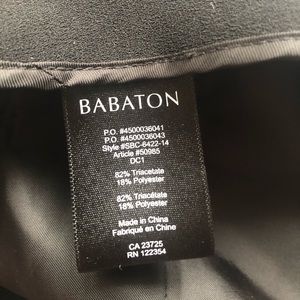 BABATON
P.O. #4500036041
P.O. #4500036043
Style #SBC-6422-14
Article #50985
DC1
82% Triacetate
18% Polyester
82% Triacétate
18% Polyester
Made in China
Fabriqué en Chine
CA 23725
RN 122354